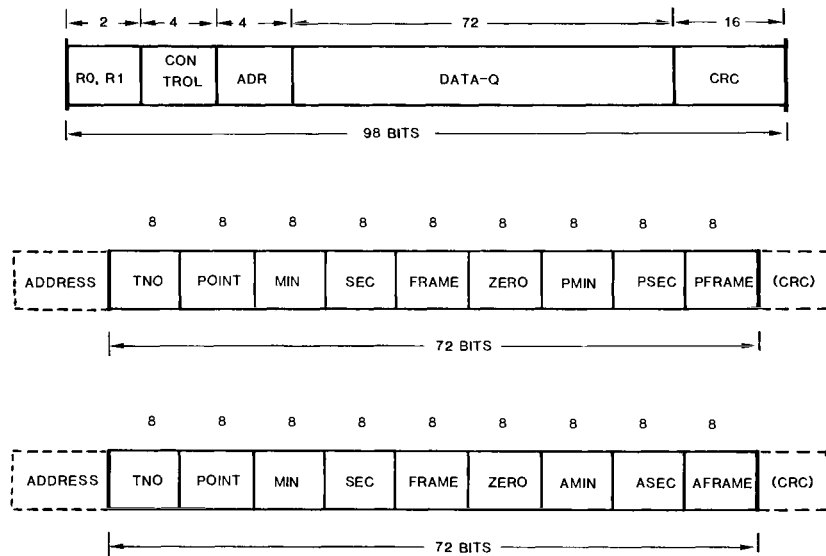 2 4 4 72 16
R0, R1 CON TROL ADR DATA-Q CRC
98 BITS
8 8 8 8 8 8 8 8 8
ADDRESS TNO POINT MIN SEC FRAME ZERO PMIN PSEC PFRAME (CRC)
72 BITS
8 8 8 8 8 8 8 8 8
ADDRESS TNO POINT MIN SEC FRAME ZERO AMIN ASEC AFRAME (CRC)
72 BITS